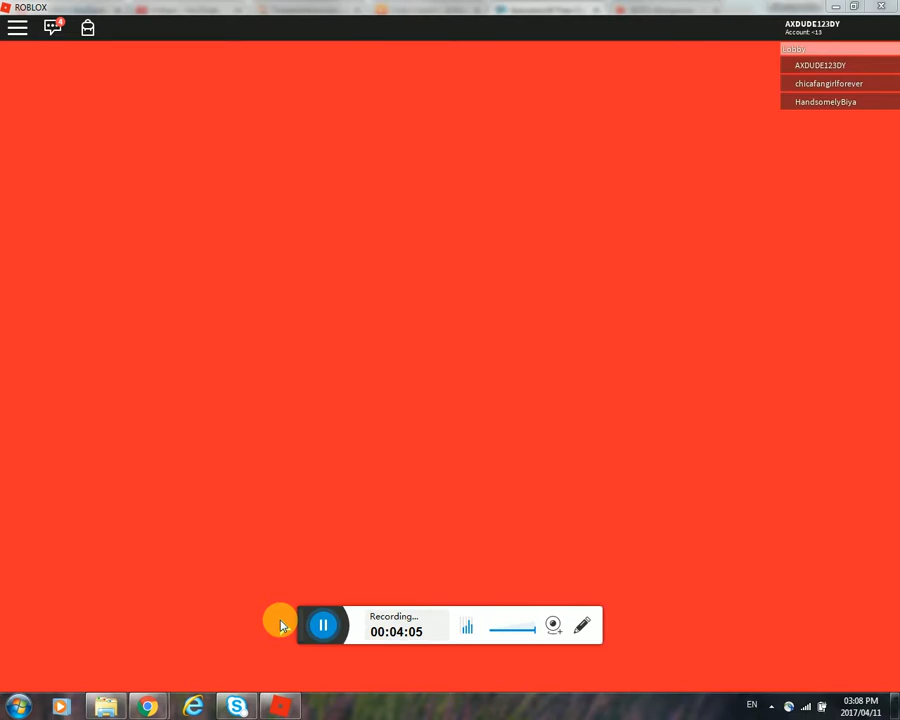 ROBLOX
4
AXDUDE123DY
Account: <13
Lobby
AXDUDE123DY
chicafangirlforever
HandsomelyBiya
Recording...
00:04:05
EN
03:08 PM
2017/04/11